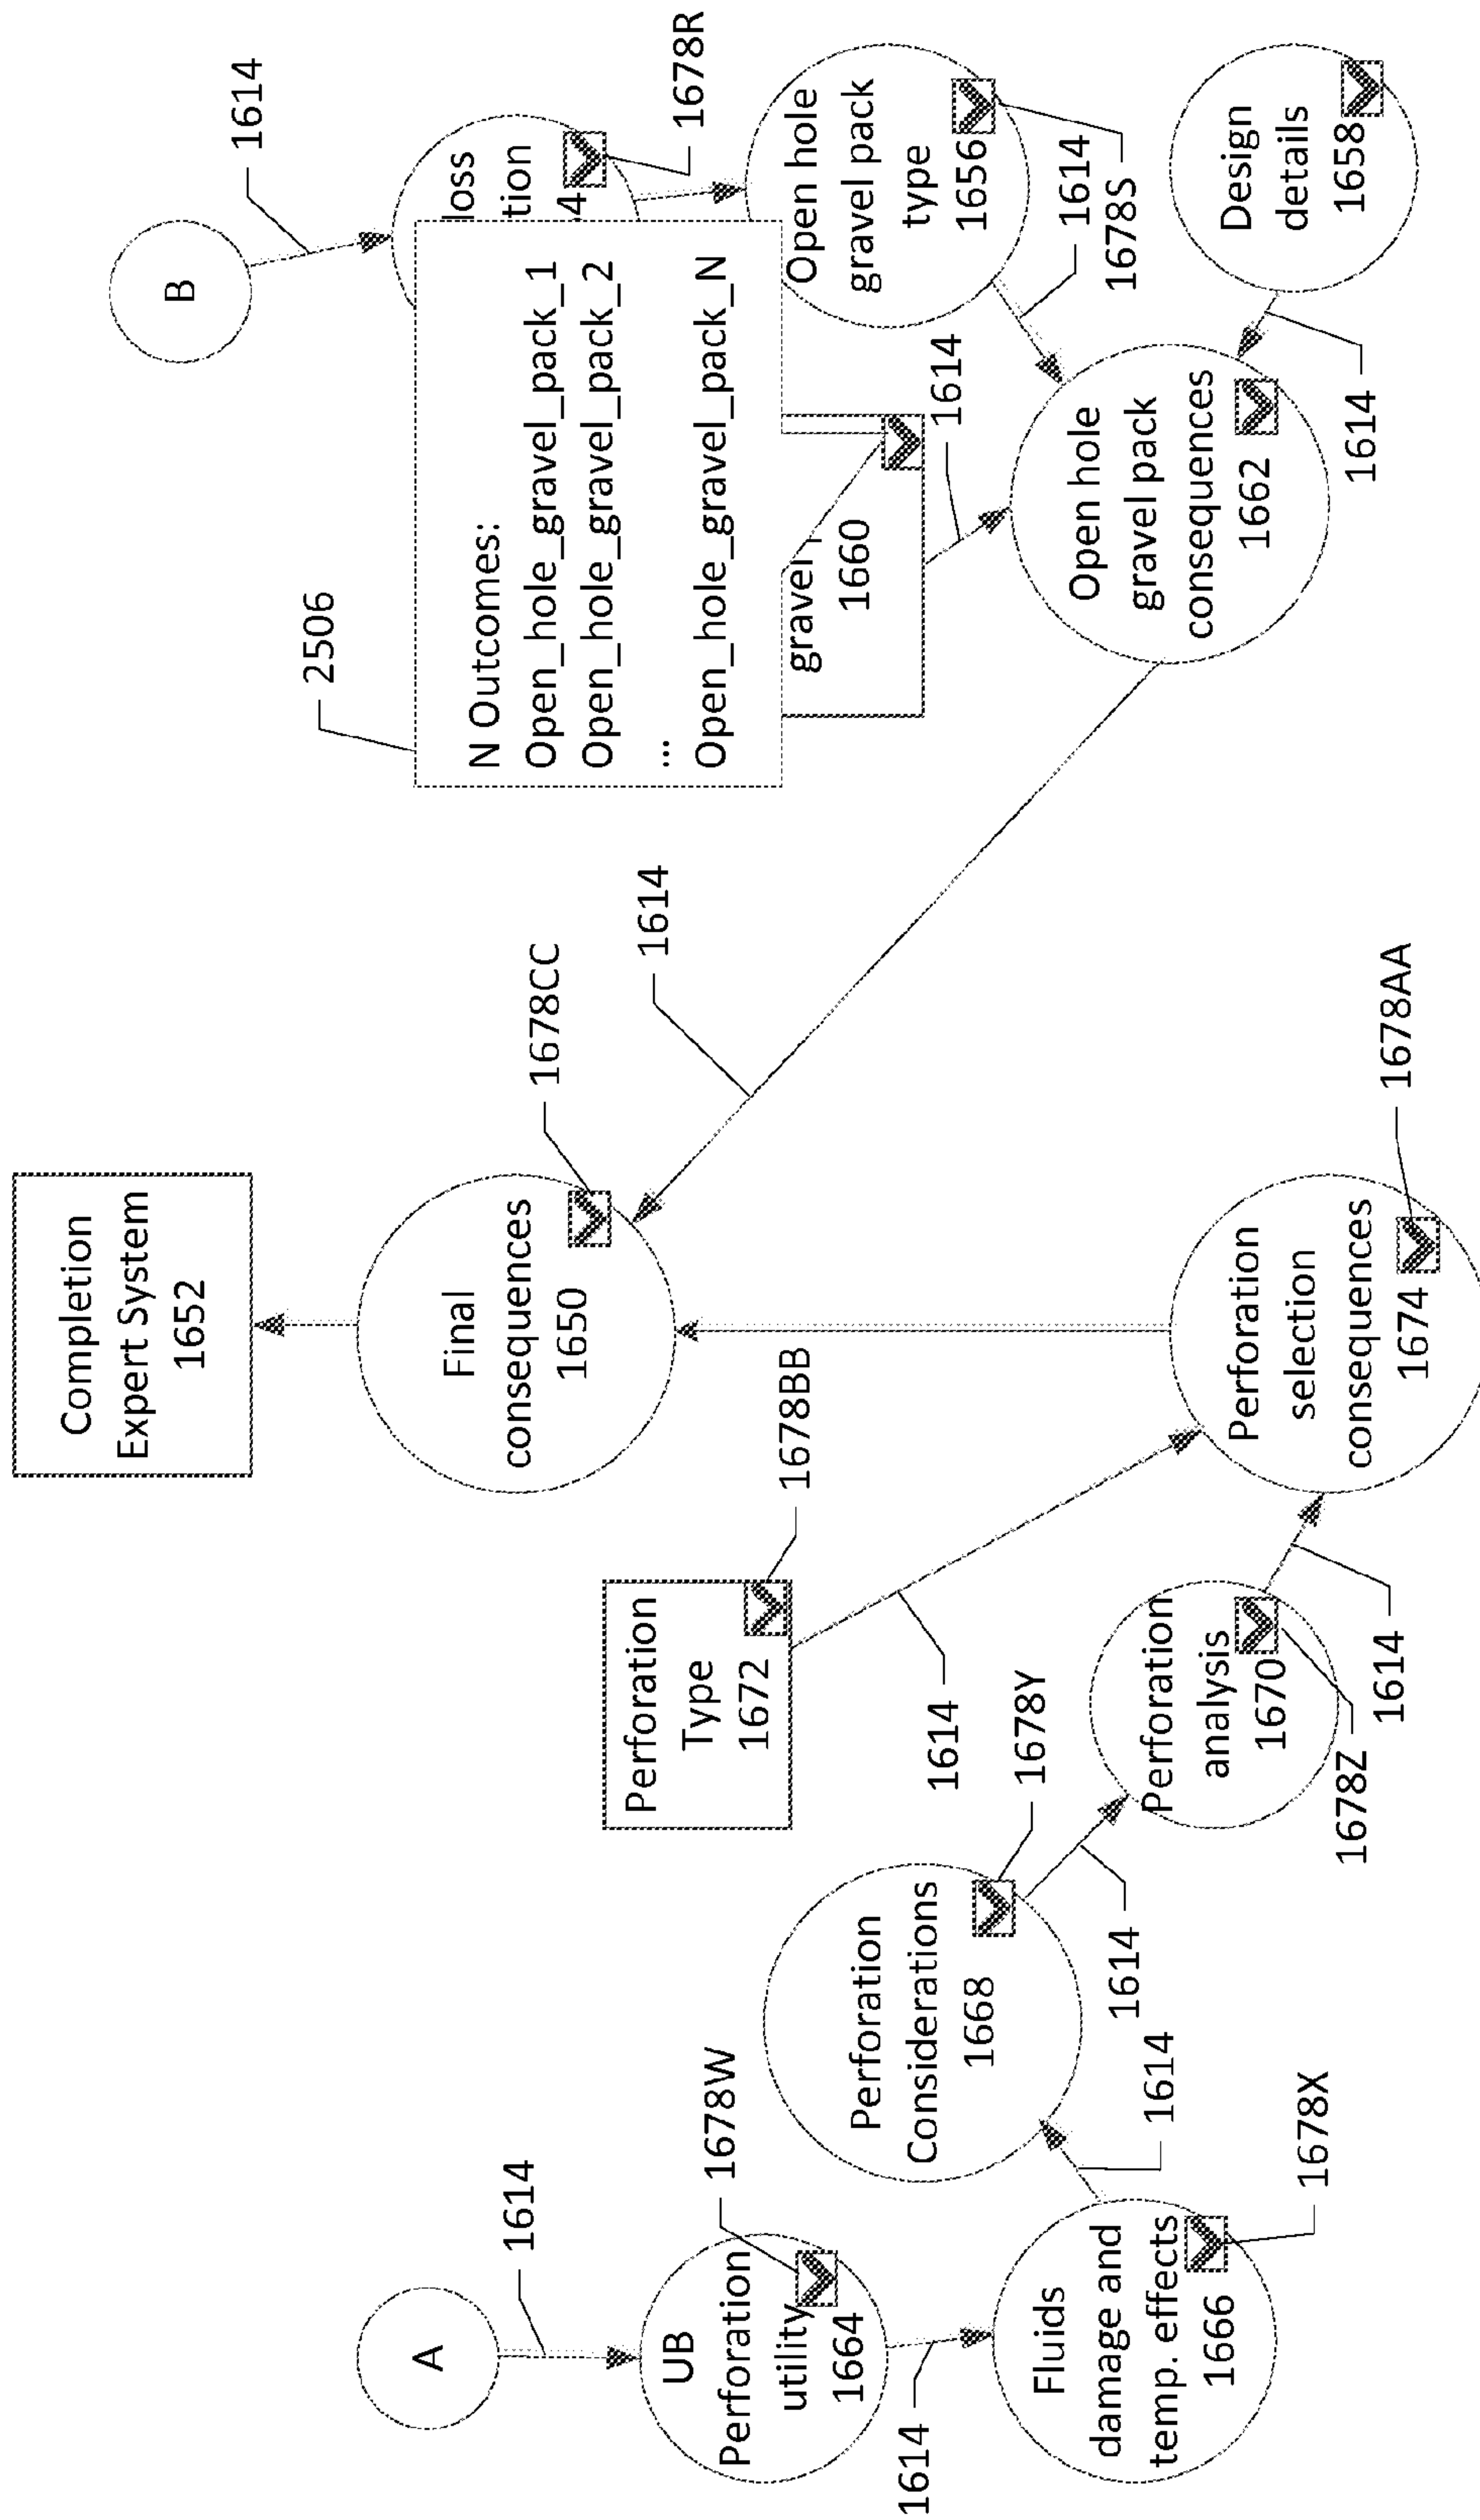 Completion
Expert System
1652
Final
consequences
1650
1678CC
1614
B
1614
loss
tion
4
1678R
2506
N Outcomes:
Open_hole_gravel_pack_1
Open_hole_gravel_pack_2
...
Open_hole_gravel_pack_N
gravel
1660
Open hole
gravel pack
type
1656
1614
1678S
1614
Open hole
gravel pack
consequences
1662
Design
details
1658
1614
A
1614
UB
Perforation
utility
1664
1678W
1614
Fluids
damage and
temp. effects
1666
1678X
1614
Perforation
Considerations
1668
1678Y
1614
Perforation
Type
1672
1678BB
1614
Perforation
analysis
1670
1678Z
1614
Perforation
selection
consequences
1674
1678AA